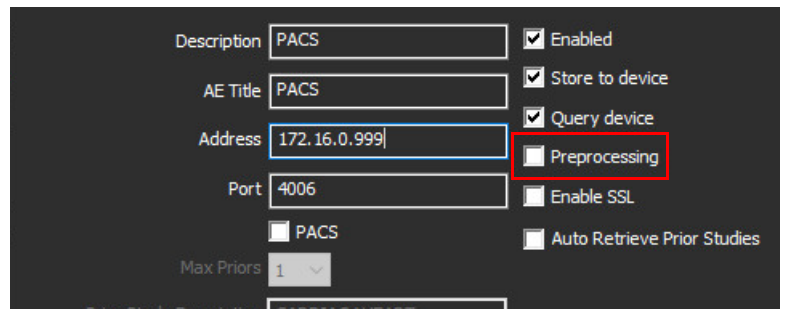 Description PACS Enabled
AE Title PACS Store to device
Query device
Address 172.16.0.999
Preprocessing
Port 4006 Enable SSL
PACS Auto Retrieve Prior Studies
Max Priors 1